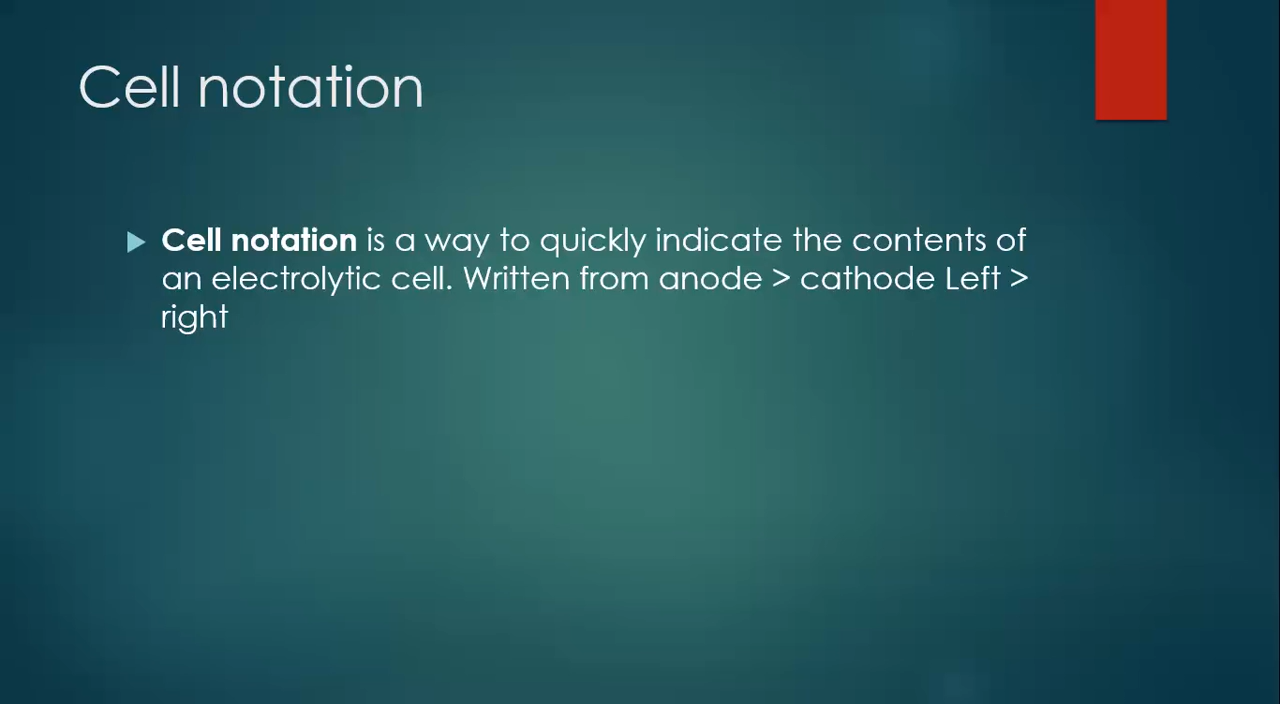 Cell notation
Cell notation is a way to quickly indicate the contents of
an electrolytic cell. Written from anode > cathode Left >
right